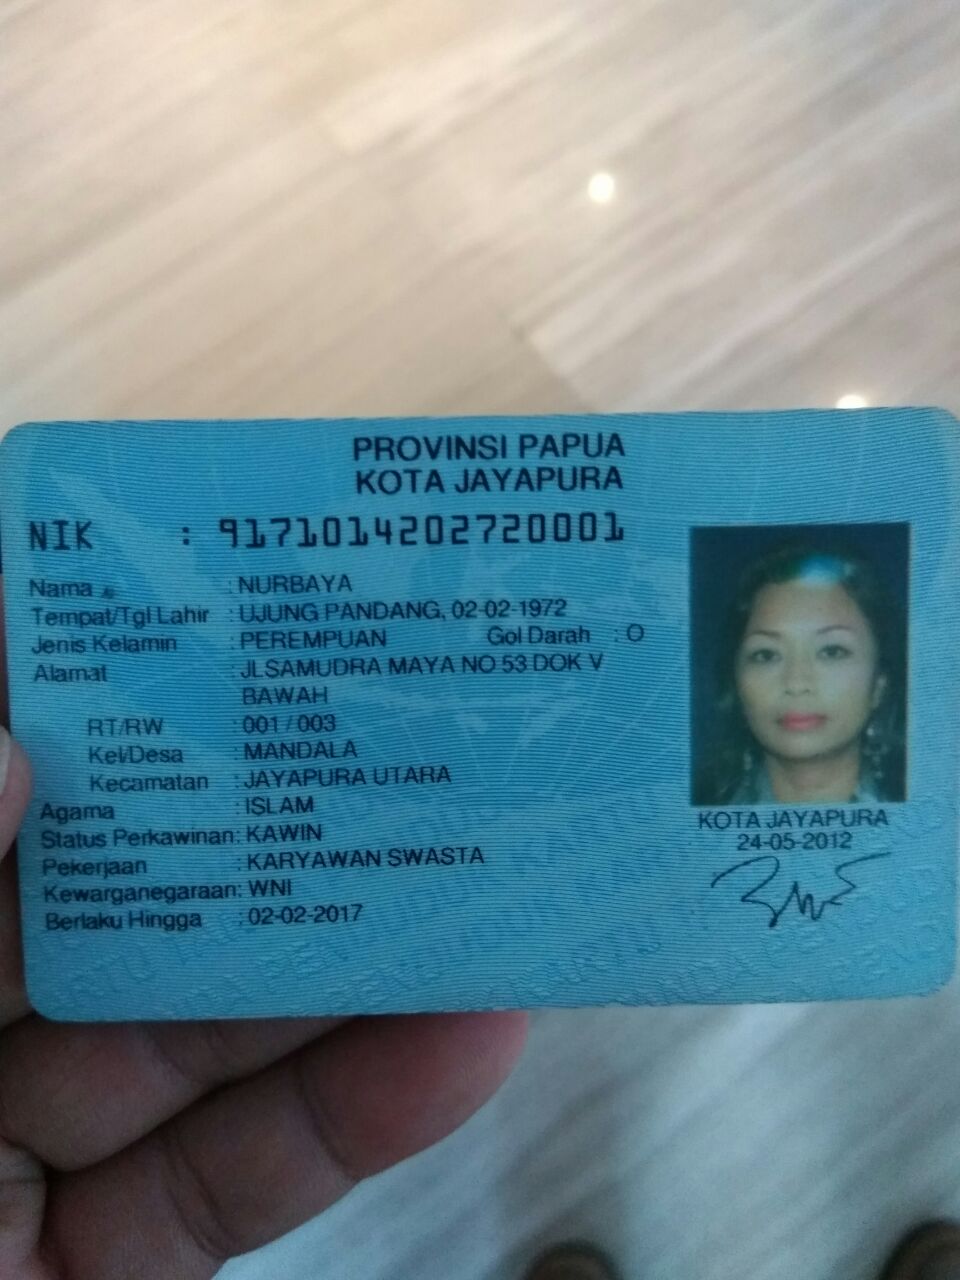 PROVINSI PAPUA
KOTA JAYAPURA
NIK : 9171014202720001
Nama : NURBAYA
Tempat/Tgl Lahir : UJUNG PANDANG, 02-02-1972
Jenis Kelamin : PEREMPUAN Gol Darah : O
Alamat : JLSAMUDRA MAYA NO 53 DOK V
BAWAH
RT/RW : 001 / 003
Kel/Desa : MANDALA
Kecamatan : JAYAPURA UTARA
Agama : ISLAM
Status Perkawinan: KAWIN
Pekerjaan : KARYAWAN SWASTA
Kewarganegaraan: WNI
Berlaku Hingga : 02-02-2017
KOTA JAYAPURA
24-05-2012